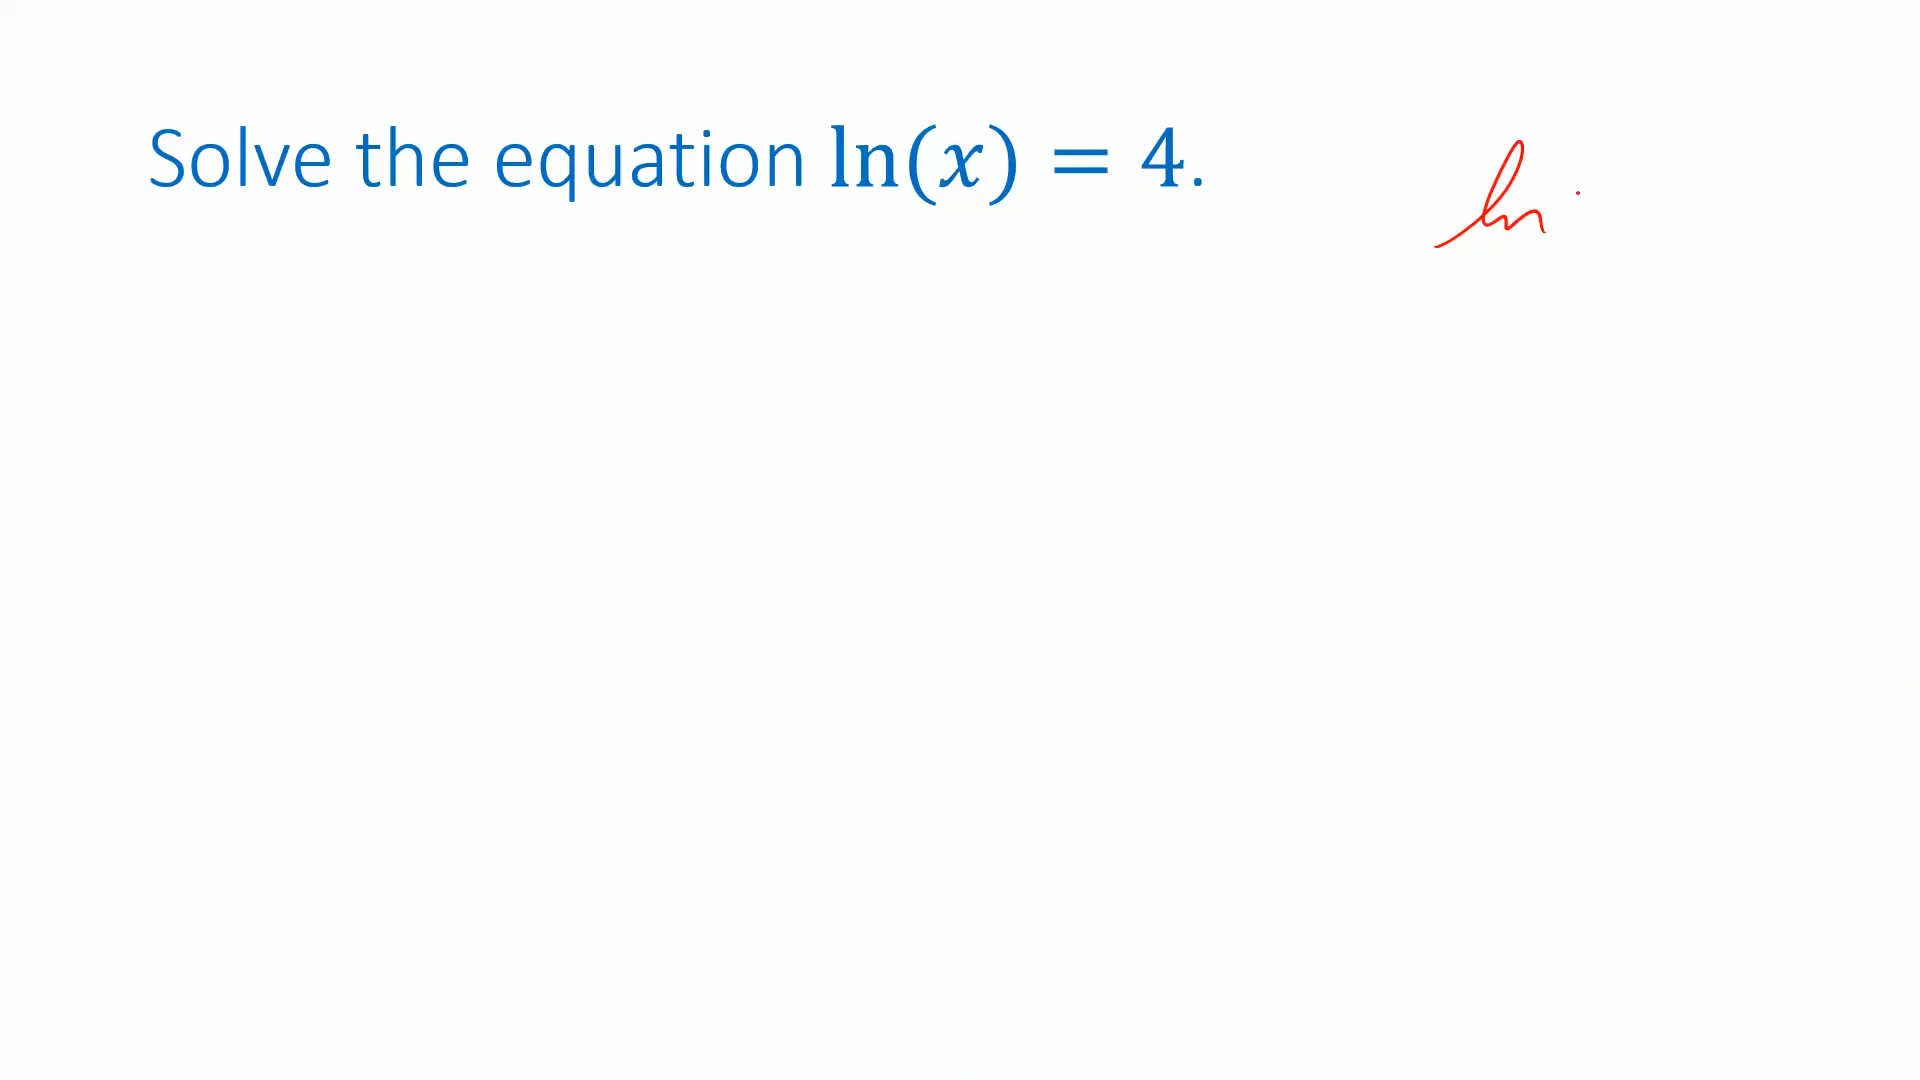 Solve the equation ln(x) = 4.
ln